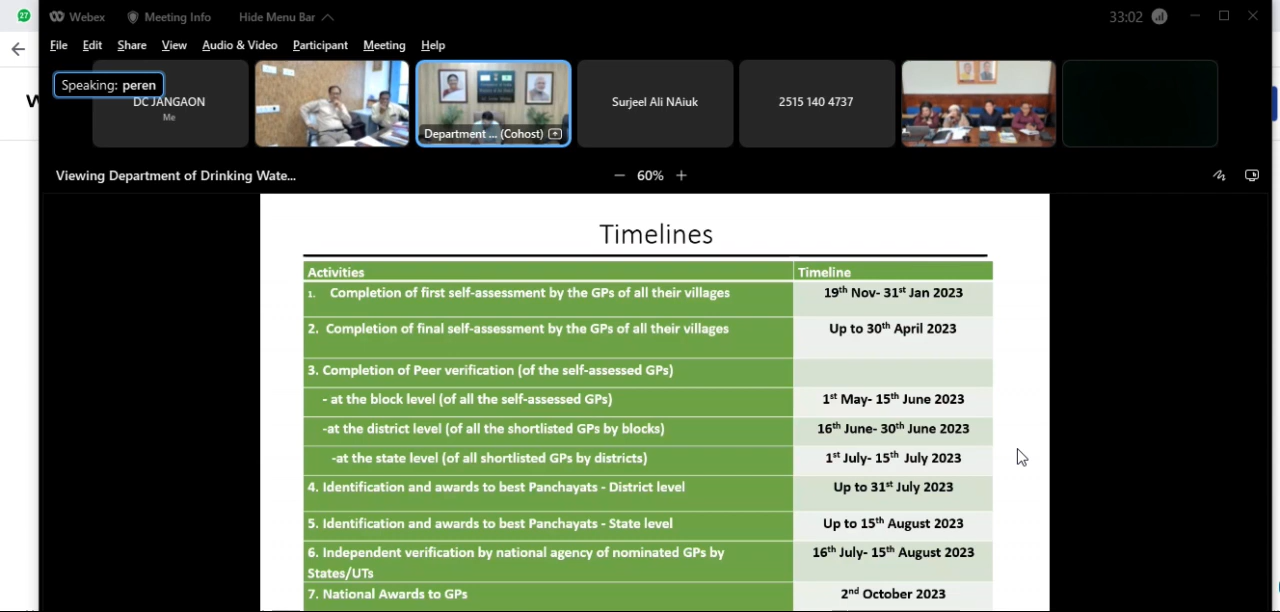 27
Webex Meeting Info Hide Menu Bar 33:02
File Edit Share View Audio & Video Participant Meeting Help
Speaking: peren
DC JANGAON
Me
Department ... (Cohost)
Surjeel Ali NAiuk
2515 140 4737
Viewing Department of Drinking Wate... − 60% +
Timelines
Activities Timeline
1. Completion of first self-assessment by the GPs of all their villages 19th Nov- 31st Jan 2023
2. Completion of final self-assessment by the GPs of all their villages Up to 30th April 2023
3. Completion of Peer verification (of the self-assessed GPs)
- at the block level (of all the self-assessed GPs) 1st May- 15th June 2023
-at the district level (of all the shortlisted GPs by blocks) 16th June- 30th June 2023
-at the state level (of all shortlisted GPs by districts) 1st July- 15th July 2023
4. Identification and awards to best Panchayats - District level Up to 31st July 2023
5. Identification and awards to best Panchayats - State level Up to 15th August 2023
6. Independent verification by national agency of nominated GPs by 16th July- 15th August 2023
States/UTs
7. National Awards to GPs 2nd October 2023